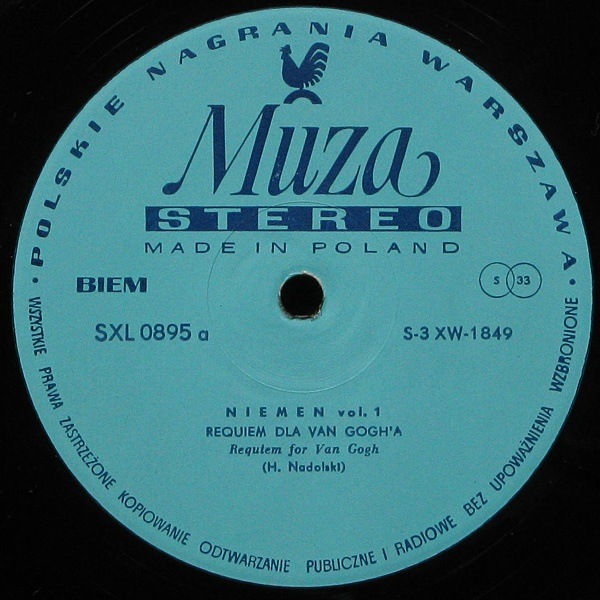 • POLSKIE NAGRANIA WARSZAWA •
Muza
STEREO
MADE IN POLAND
BIEM
S 33
SXL 0895 a
S-3 XW-1849
NIEMEN vol. 1
REQUIEM DLA VAN GOGH'A
Requiem for Van Gogh
(H. Nadolski)
WSZYSTKIE PRAWA ZASTRZEŻONE KOPIOWANIE ODTWARZANIE PUBLICZNE I RADIOWE BEZ UPOWAŻNIENIA WZBRONIONE